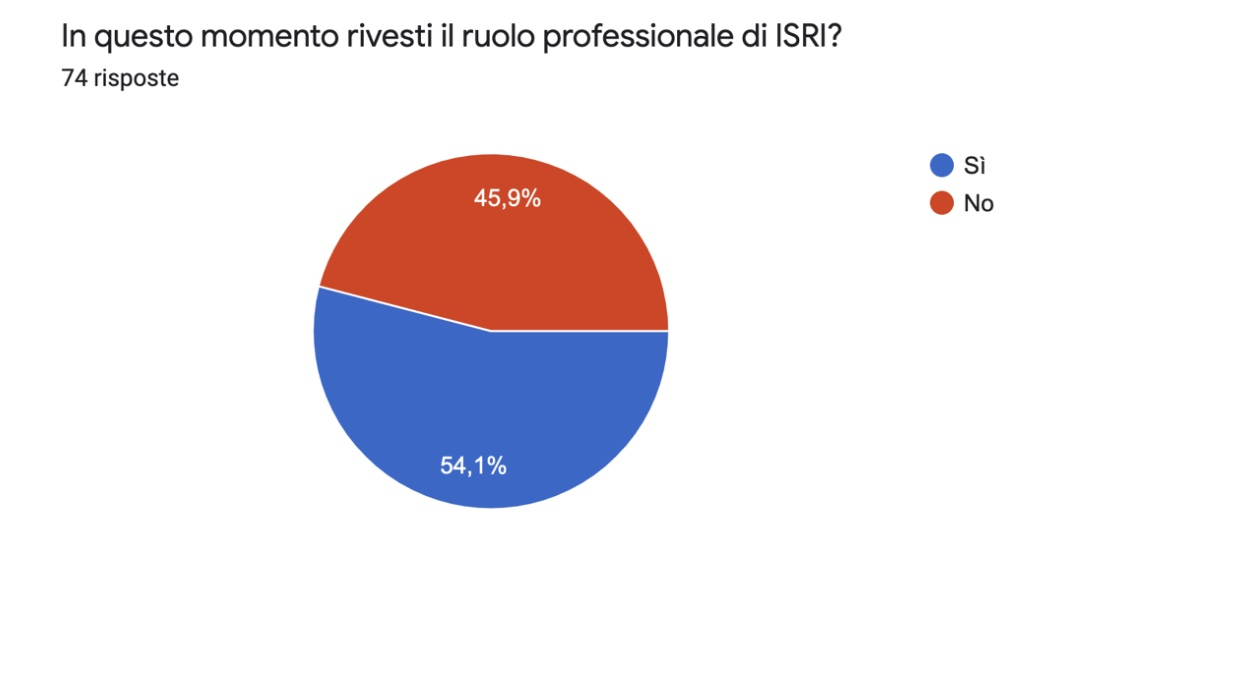 In questo momento rivesti il ruolo professionale di ISRI?
74 risposte
45,9%
54,1%
Sì
No